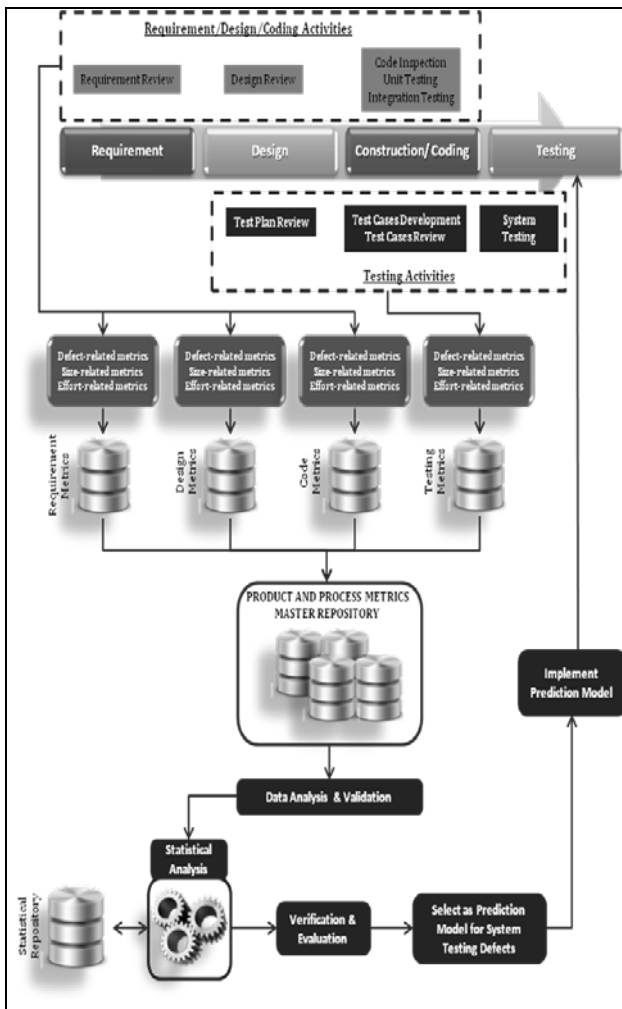 Requirement/Design/Coding Activities
Requirement Review
Design Review
Code Inspection
Unit Testing
Integration Testing
Requirement
Design
Construction/ Coding
Testing
Test Plan Review
Test Cases Development
Test Cases Review
System
Testing
Testing Activities
Defect-related metrics
Size-related metrics
Effort-related metrics
Defect-related metrics
Size-related metrics
Effort-related metrics
Defect-related metrics
Size-related metrics
Effort-related metrics
Defect-related metrics
Size-related metrics
Effort-related metrics
Requirement
Metrics
Design
Metrics
Code
Metrics
Testing
Metrics
PRODUCT AND PROCESS METRICS
MASTER REPOSITORY
Implement
Prediction Model
Data Analysis & Validation
Statistical
Analysis
Statistical
Repository
Verification &
Evaluation
Select as Prediction
Model for System
Testing Defects